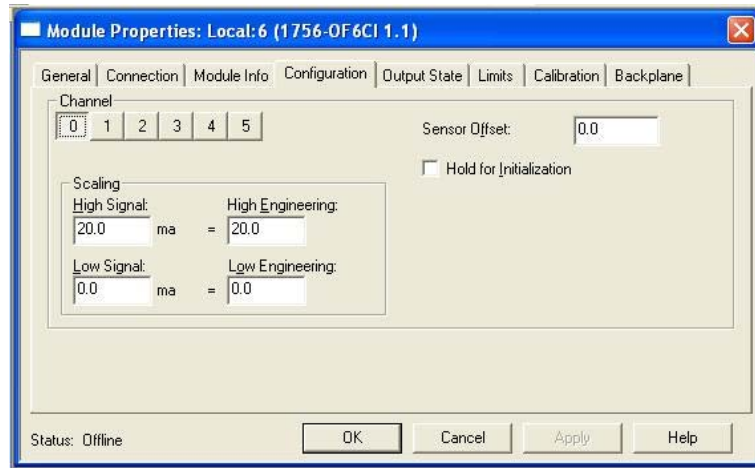 Module Properties: Local:6 (1756-OF6CI 1.1)
General Connection Module Info Configuration Output State Limits Calibration Backplane
Channel
0 1 2 3 4 5
Sensor Offset: 0.0
Hold for Initialization
Scaling
High Signal: High Engineering:
20.0 ma = 20.0
Low Signal: Low Engineering:
0.0 ma = 0.0
Status: Offline OK Cancel Apply Help